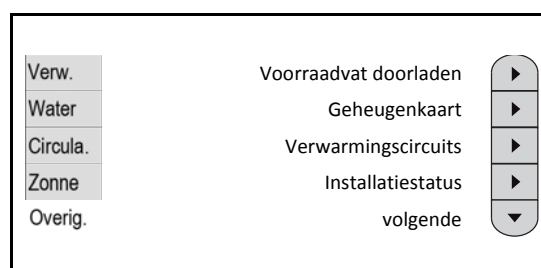 Verw. Voorraadvat doorladen
Water Geheugenkaart
Circula. Verwarmingscircuits
Zonne Installatiestatus
Overig. volgende